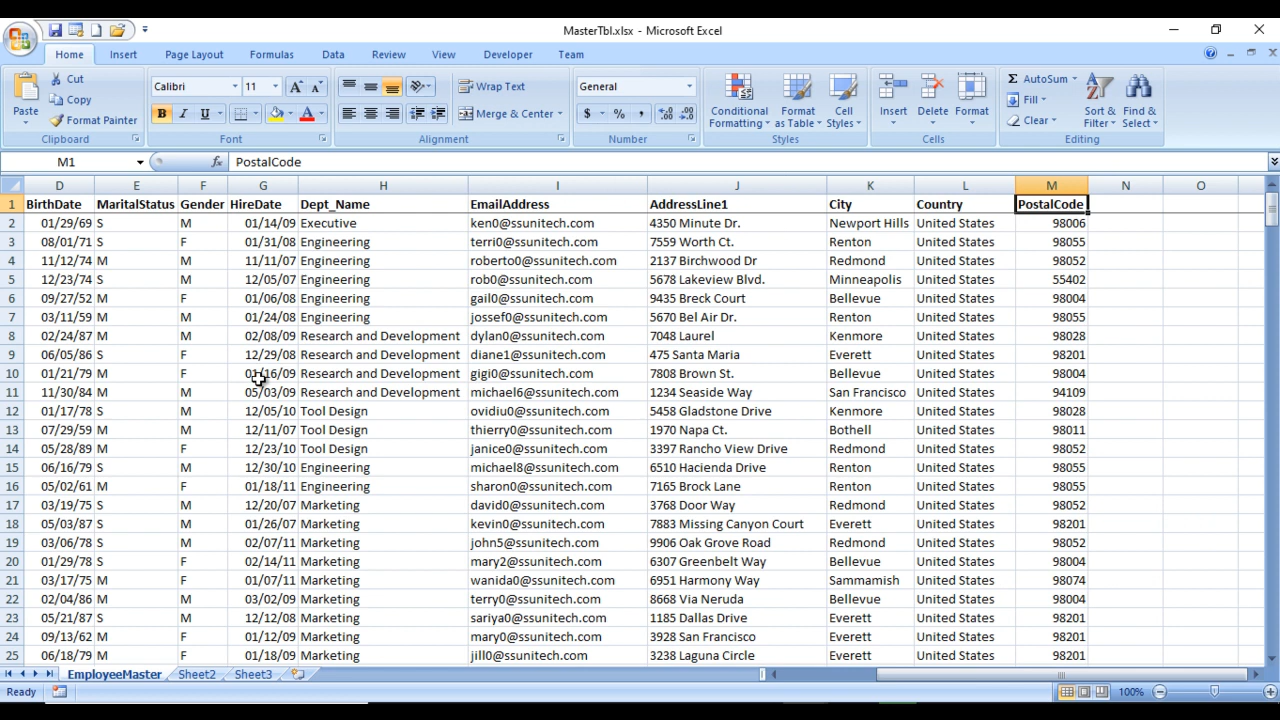 MasterTbl.xlsx - Microsoft Excel
Home Insert Page Layout Formulas Data Review View Developer Team
Paste Cut Copy Format Painter Clipboard
Calibri 11 B I U A Font
Wrap Text Merge & Center Alignment
General $ % , Number
Conditional Formatting Format as Table Cell Styles Styles
Insert Delete Format Cells
Σ AutoSum Fill Clear Sort & Filter Find & Select Editing
M1 fx PostalCode
D E F G H I J K L M N O
1 BirthDate MaritalStatus Gender HireDate Dept_Name EmailAddress AddressLine1 City Country PostalCode
2 01/29/69 S M 01/14/09 Executive ken0@ssunitech.com 4350 Minute Dr. Newport Hills United States 98006
3 08/01/71 S F 01/31/08 Engineering terri0@ssunitech.com 7559 Worth Ct. Renton United States 98055
4 11/12/74 M M 11/11/07 Engineering roberto0@ssunitech.com 2137 Birchwood Dr Redmond United States 98052
5 12/23/74 S M 12/05/07 Engineering rob0@ssunitech.com 5678 Lakeview Blvd. Minneapolis United States 55402
6 09/27/52 M F 01/06/08 Engineering gail0@ssunitech.com 9435 Breck Court Bellevue United States 98004
7 03/11/59 M M 01/24/08 Engineering jossef0@ssunitech.com 5670 Bel Air Dr. Renton United States 98055
8 02/24/87 M M 02/08/09 Research and Development dylan0@ssunitech.com 7048 Laurel Kenmore United States 98028
9 06/05/86 S F 12/29/08 Research and Development diane1@ssunitech.com 475 Santa Maria Everett United States 98201
10 01/21/79 M F 01/16/09 Research and Development gigi0@ssunitech.com 7808 Brown St. Bellevue United States 98004
11 11/30/84 M M 05/03/09 Research and Development michael6@ssunitech.com 1234 Seaside Way San Francisco United States 94109
12 01/17/78 S M 12/05/10 Tool Design ovidiu0@ssunitech.com 5458 Gladstone Drive Kenmore United States 98028
13 07/29/59 M M 12/11/07 Tool Design thierry0@ssunitech.com 1970 Napa Ct. Bothell United States 98011
14 05/28/89 M F 12/23/10 Tool Design janice0@ssunitech.com 3397 Rancho View Drive Redmond United States 98052
15 06/16/79 S M 12/30/10 Engineering michael8@ssunitech.com 6510 Hacienda Drive Renton United States 98055
16 05/02/61 M F 01/18/11 Engineering sharon0@ssunitech.com 7165 Brock Lane Renton United States 98055
17 03/19/75 S M 12/20/07 Marketing david0@ssunitech.com 3768 Door Way Redmond United States 98052
18 05/03/87 S M 01/26/07 Marketing kevin0@ssunitech.com 7883 Missing Canyon Court Everett United States 98201
19 03/06/78 S M 02/07/11 Marketing john5@ssunitech.com 9906 Oak Grove Road Redmond United States 98052
20 01/29/78 S F 02/14/11 Marketing mary2@ssunitech.com 6307 Greenbelt Way Bellevue United States 98004
21 03/17/75 M F 01/07/11 Marketing wanida0@ssunitech.com 6951 Harmony Way Sammamish United States 98074
22 02/04/86 M M 03/02/09 Marketing terry0@ssunitech.com 8668 Via Neruda Bellevue United States 98004
23 05/21/87 S M 12/12/08 Marketing sariya0@ssunitech.com 1185 Dallas Drive Everett United States 98201
24 09/13/62 M F 01/12/09 Marketing mary0@ssunitech.com 3928 San Francisco Everett United States 98201
25 06/18/79 M F 01/18/09 Marketing jill0@ssunitech.com 3238 Laguna Circle Everett United States 98201
EmployeeMaster Sheet2 Sheet3
Ready 100%